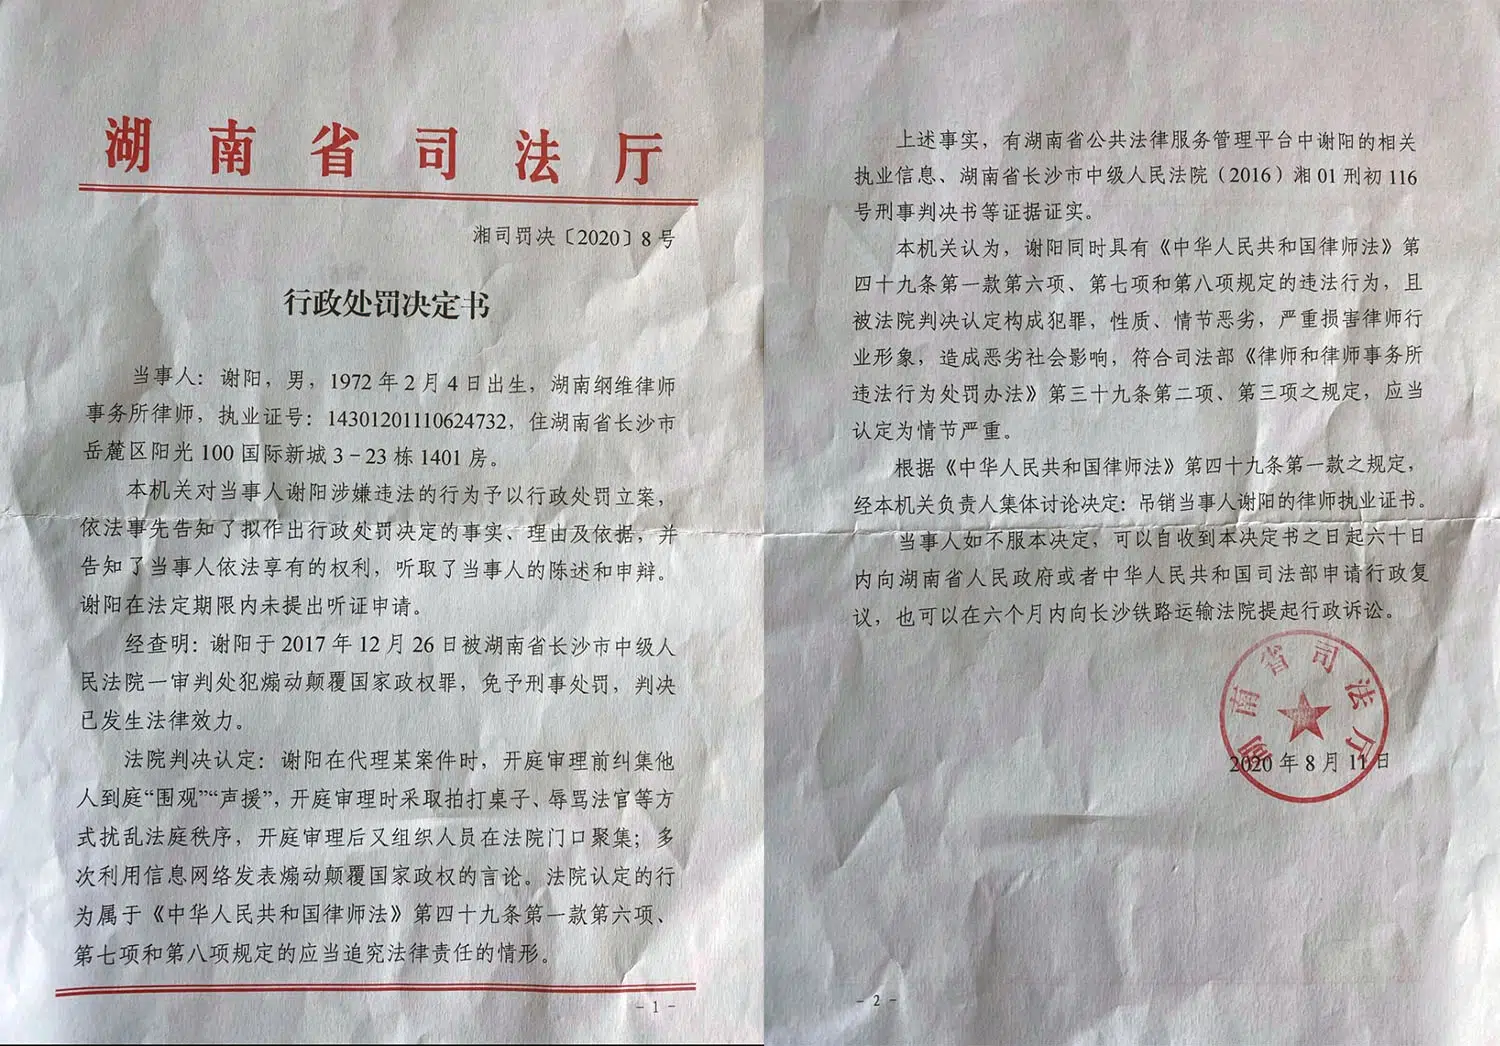 湖南省司法厅
湘司罚决〔2020〕8号
行政处罚决定书
当事人：谢阳，男，1972年2月4日出生，湖南纲维律师
事务所律师，执业证号：14301201110624732，住湖南省长沙市
岳麓区阳光100国际新城3-23栋1401房。
本机关对当事人谢阳涉嫌违法的行为予以行政处罚立案，
依法事先告知了拟作出行政处罚决定的事实、理由及依据，并
告知了当事人依法享有的权利，听取了当事人的陈述和申辩。
谢阳在法定期限内未提出听证申请。
经查明：谢阳于2017年12月26日被湖南省长沙市中级人
民法院一审判处犯煽动颠覆国家政权罪，免予刑事处罚，判决
已发生法律效力。
法院判决认定：谢阳在代理某案件时，开庭审理前纠集他
人到庭“围观”“声援”，开庭审理时采取拍打桌子、辱骂法官等方
式扰乱法庭秩序，开庭审理后又组织人员在法院门口聚集；多
次利用信息网络发表煽动颠覆国家政权的言论。法院认定的行
为属于《中华人民共和国律师法》第四十九条第一款第六项、
第七项和第八项规定的应当追究法律责任的情形。
- 1 -
上述事实，有湖南省公共法律服务管理平台中谢阳的相关
执业信息、湖南省长沙市中级人民法院（2016）湘01刑初116
号刑事判决书等证据证实。
本机关认为，谢阳同时具有《中华人民共和国律师法》第
四十九条第一款第六项、第七项和第八项规定的违法行为，且
被法院判决认定构成犯罪，性质、情节恶劣，严重损害律师行
业形象，造成恶劣社会影响，符合司法部《律师和律师事务所
违法行为处罚办法》第三十九条第二项、第三项之规定，应当
认定为情节严重。
根据《中华人民共和国律师法》第四十九条第一款之规定，
经本机关负责人集体讨论决定：吊销当事人谢阳的律师执业证书。
当事人如不服本决定，可以自收到本决定书之日起六十日
内向湖南省人民政府或者中华人民共和国司法部申请行政复
议，也可以在六个月内向长沙铁路运输法院提起行政诉讼。
湖南省司法厅
2020年8月11日
- 2 -